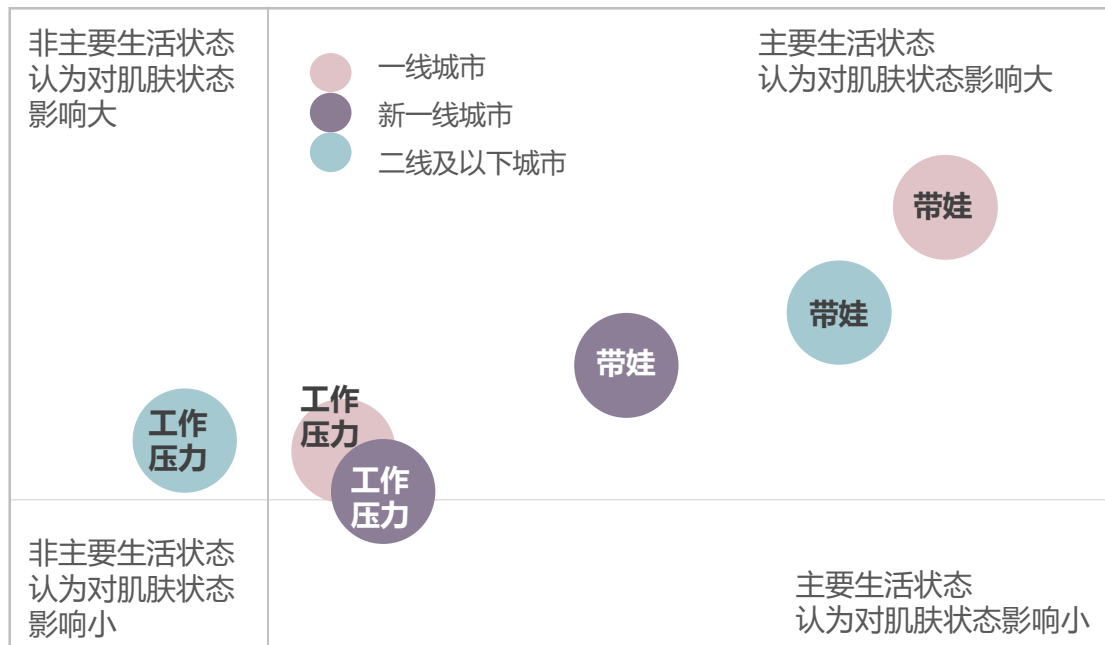 非主要生活状态
认为对肌肤状态
影响大
主要生活状态
认为对肌肤状态影响大
一线城市
新一线城市
二线及以下城市
带娃
带娃
带娃
工作
压力
工作
压力
工作
压力
非主要生活状态
认为对肌肤状态
影响小
主要生活状态
认为对肌肤状态影响小